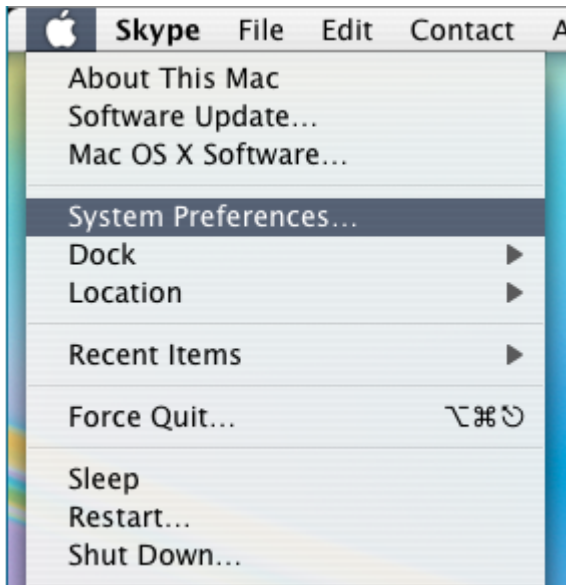 Skype File Edit Contact A
About This Mac
Software Update...
Mac OS X Software...
System Preferences...
Dock
Location
Recent Items
Force Quit... ⌥⌘⎋
Sleep
Restart...
Shut Down...